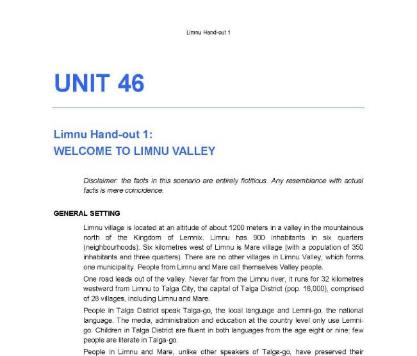 Limnu Hand-out 1
UNIT 46
Limnu Hand-out 1:
WELCOME TO LIMNU VALLEY
Disclaimer: the facts in this scenario are entirely fictitious. Any resemblance with actual
facts is mere coincidence.
GENERAL SETTING
Limnu village is located at an altitude of about 1200 meters in a valley in the mountainous
north of the Kingdom of Lemnix. Limnu has 900 inhabitants in six quarters
(neighbourhoods). Six kilometres west of Limnu is Mare village (with a population of 350
inhabitants and three quarters). There are no other villages in Limnu Valley, which forms
one municipality. People from Limnu and Mare call themselves Valley people.
One road leads out of the valley. Never far from the Limnu river, it runs for 32 kilometres
westward from Limnu to Talga City, the capital of Talga District (pop. 16,000), comprised
of 28 villages, including Limnu and Mare.
People in Talga District speak Talga-go, the local language and Lemni-go, the national
language. The media, administration and education at the country level only use Lemni-
go. Children in Talga District are fluent in both languages from the age eight or nine; few
people are literate in Talga-go.
People in Limnu and Mare, unlike other speakers of Talga-go, have preserved their